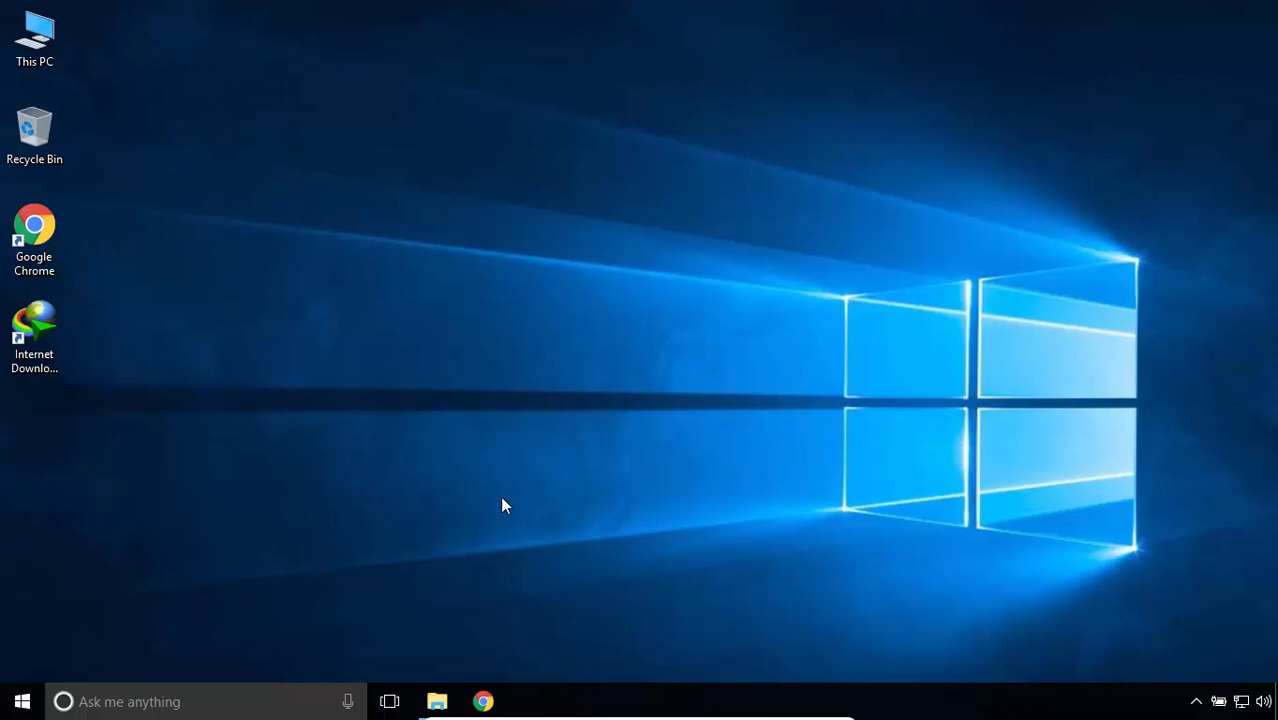 This PC
Recycle Bin
Google
Chrome
Internet
Downlo...
Ask me anything